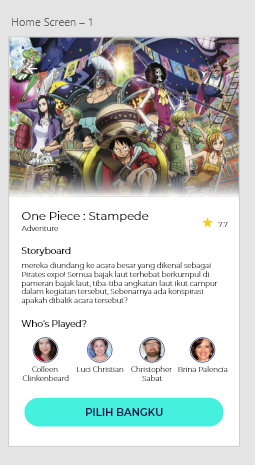 Home Screen – 1
One Piece : Stampede
Adventure
7.7
Storyboard
mereka diundang ke acara besar yang dikenal sebagai
Pirates expo! Semua bajak laut terhebat berkumpul di
pameran bajak laut, tiba-tiba angkatan laut ikut campur
dalam kegiatan tersebut, Sebenarnya ada konspirasi
apakah dibalik acara tersebut?
Who's Played?
Colleen Clinkenbeard
Luci Christian
Christopher Sabat
Brina Palencia
PILIH BANGKU